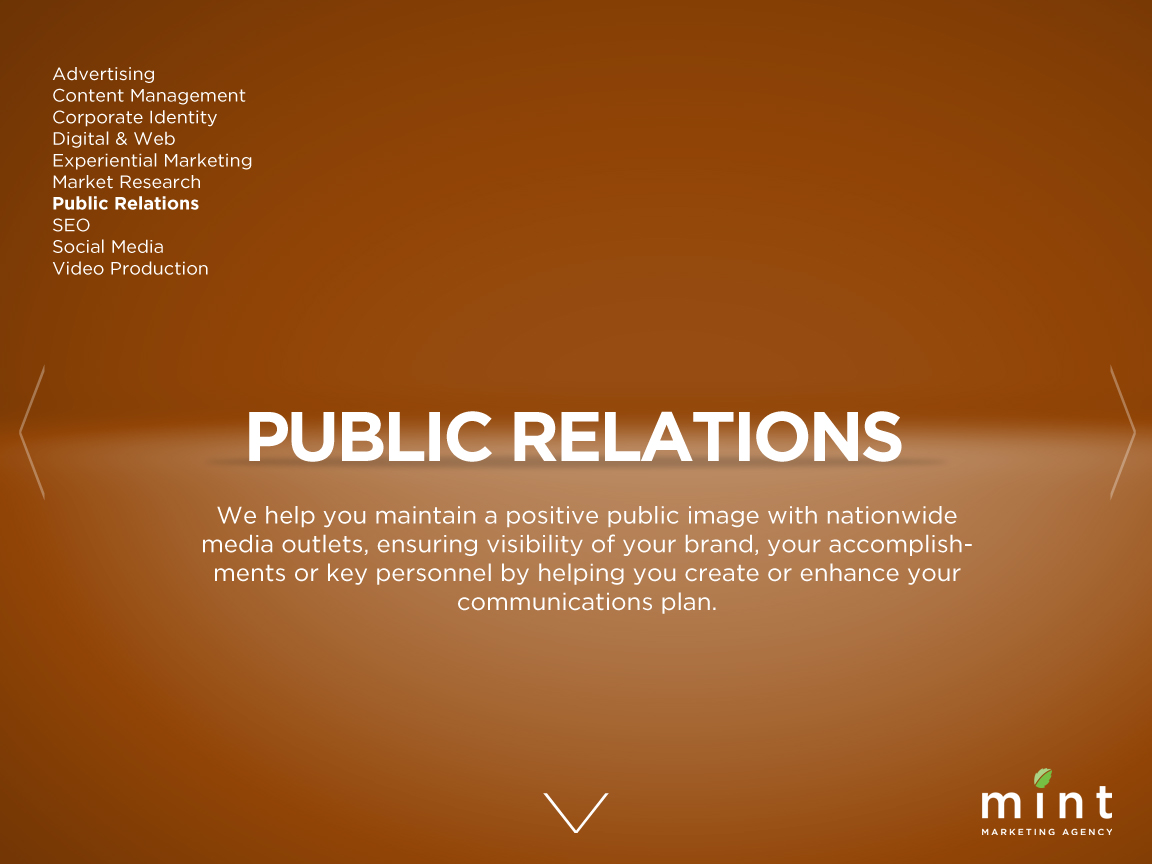 Advertising
Content Management
Corporate Identity
Digital & Web
Experiential Marketing
Market Research
Public Relations
SEO
Social Media
Video Production
PUBLIC RELATIONS
We help you maintain a positive public image with nationwide
media outlets, ensuring visibility of your brand, your accomplish-
ments or key personnel by helping you create or enhance your
communications plan.
mint
MARKETING AGENCY